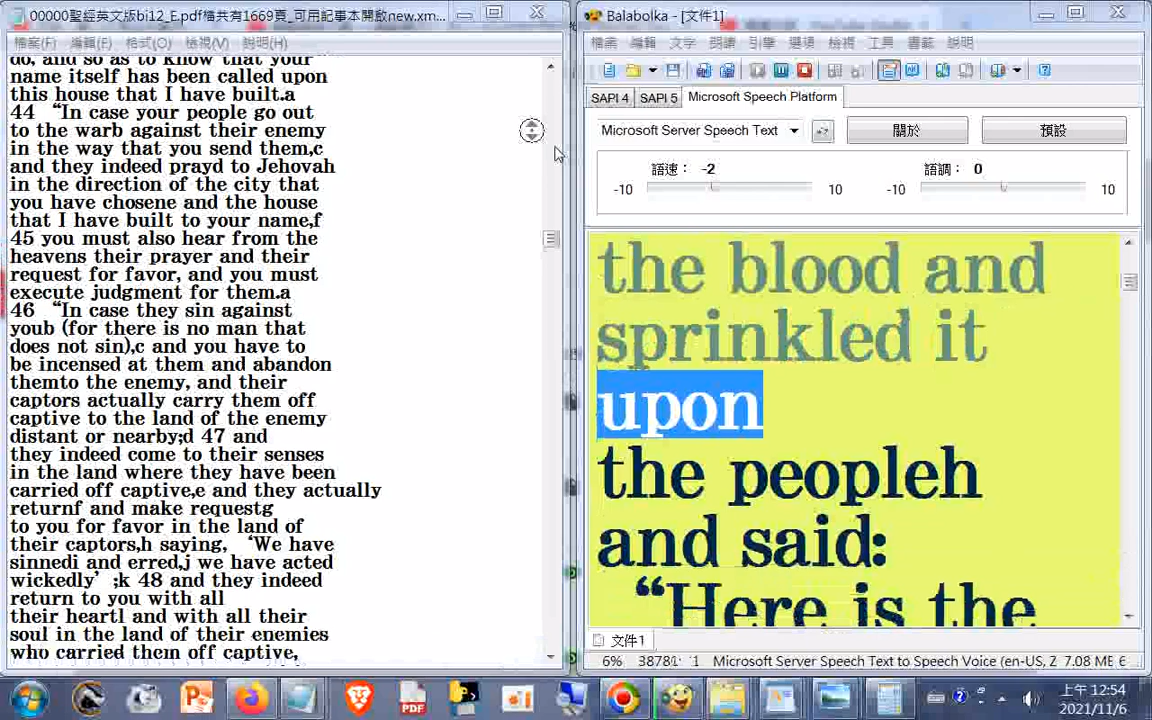 00000聖經英文版bi12_E.pdf檔共有1669頁_可用記事本開啟new.xm...
檔案(F) 編輯(E) 格式(O) 檢視(V) 說明(H)
do, and so as to know that your
name itself has been called upon
this house that I have built.a
44 “In case your people go out
to the warb against their enemy
in the way that you send them,c
and they indeed prayd to Jehovah
in the direction of the city that
you have chosene and the house
that I have built to your name,f
45 you must also hear from the
heavens their prayer and their
request for favor, and you must
execute judgment for them.a
46 “In case they sin against
youb (for there is no man that
does not sin),c and you have to
be incensed at them and abandon
themto the enemy, and their
captors actually carry them off
captive to the land of the enemy
distant or nearby;d 47 and
they indeed come to their senses
in the land where they have been
carried off captive,e and they actually
returnf and make requestg
to you for favor in the land of
their captors,h saying, ‘We have
sinnedi and erred,j we have acted
wickedly’;k 48 and they indeed
return to you with all
their heartl and with all their
soul in the land of their enemies
who carried them off captive,
Balabolka - [文件1]
檔案 編輯 文字 朗讀 引擎 選項 檢視 工具 書籤 說明
SAPI 4 SAPI 5 Microsoft Speech Platform
Microsoft Server Speech Text 關於 預設
語速: -2 語調: 0
-10 10 -10 10
the blood and
sprinkled it
upon
the peopleh
and said:
“Here is the
文件1
6% 38781: 1 Microsoft Server Speech Text to Speech Voice (en-US, Z 7.08 MB 6
PDF
上午 12:54
2021/11/6